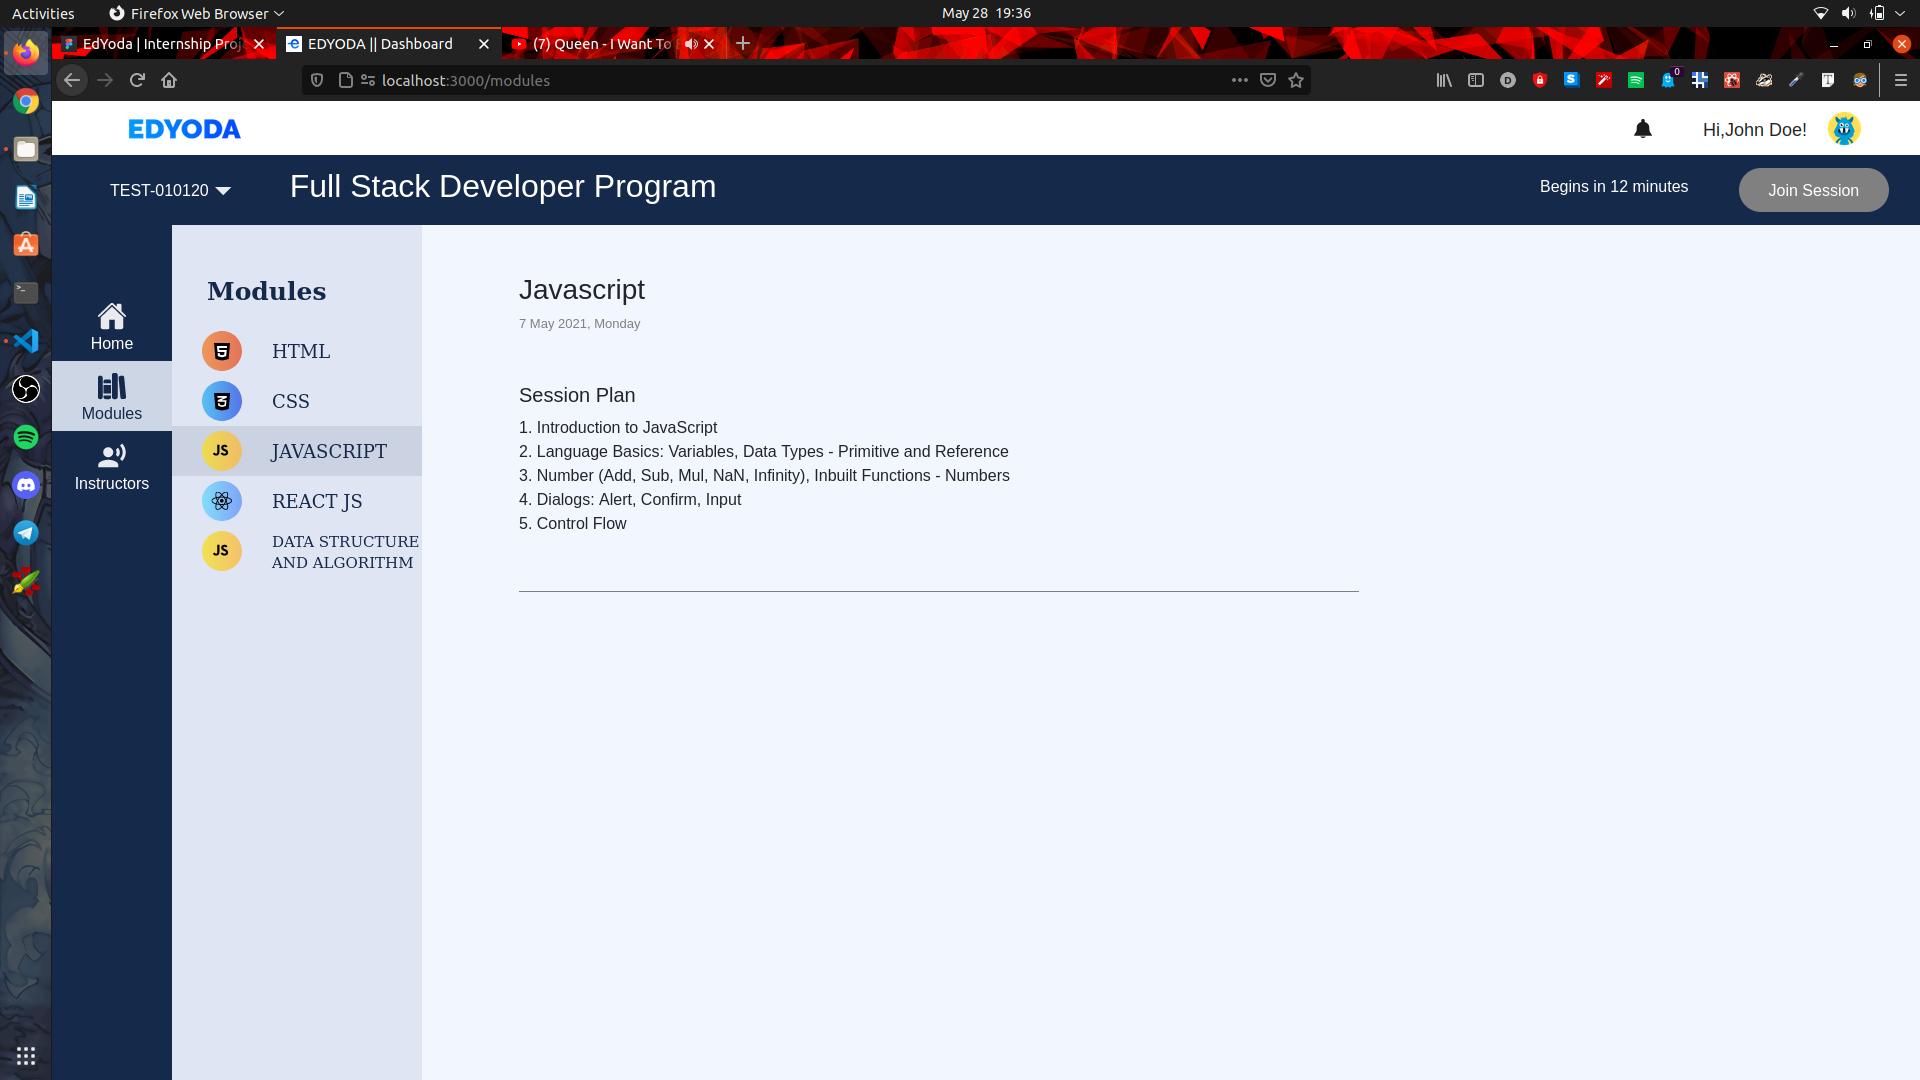 Activities
Firefox Web Browser
May 28 19:36
EdYoda | Internship Proj
EDYODA || Dashboard
(7) Queen - I Want To
localhost:3000/modules
0
EDYODA
Hi,John Doe!
TEST-010120
Full Stack Developer Program
Begins in 12 minutes
Join Session
Home
Modules
Instructors
Modules
HTML
CSS
JS
JAVASCRIPT
REACT JS
JS
DATA STRUCTURE
AND ALGORITHM
Javascript
7 May 2021, Monday
Session Plan
1. Introduction to JavaScript
2. Language Basics: Variables, Data Types - Primitive and Reference
3. Number (Add, Sub, Mul, NaN, Infinity), Inbuilt Functions - Numbers
4. Dialogs: Alert, Confirm, Input
5. Control Flow